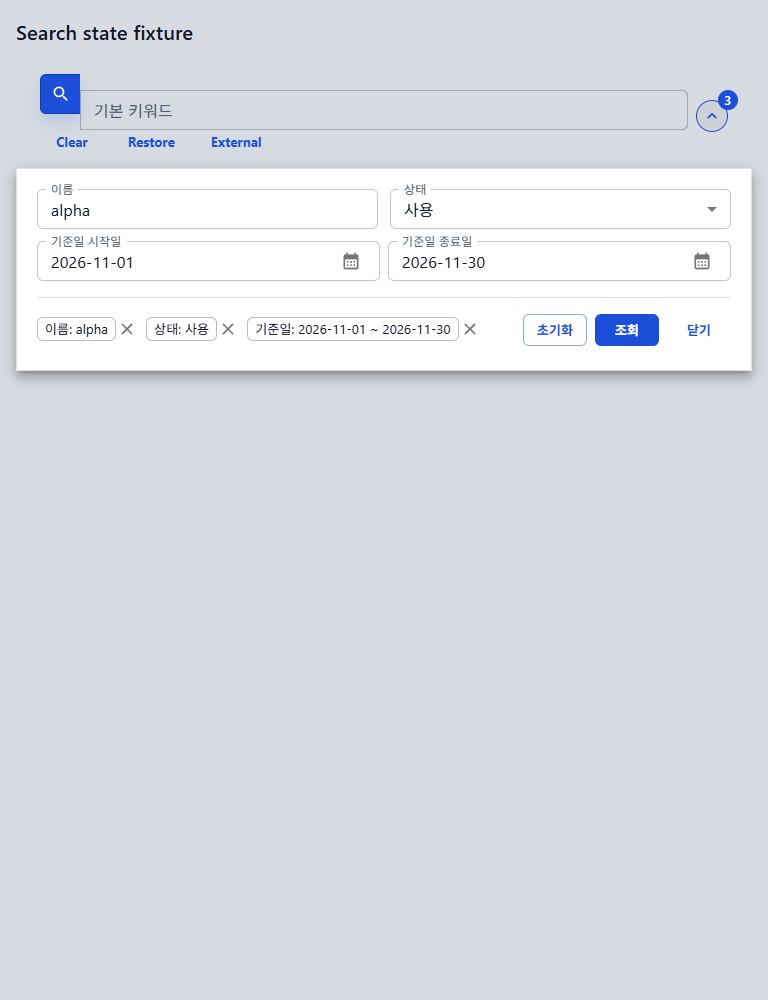 Search state fixture
기본 키워드
3
Clear Restore External
이름 상태
alpha 사용
기준일 시작일 기준일 종료일
2026-11-01 2026-11-30
이름: alpha 상태: 사용 기준일: 2026-11-01 ~ 2026-11-30 초기화 조회 닫기